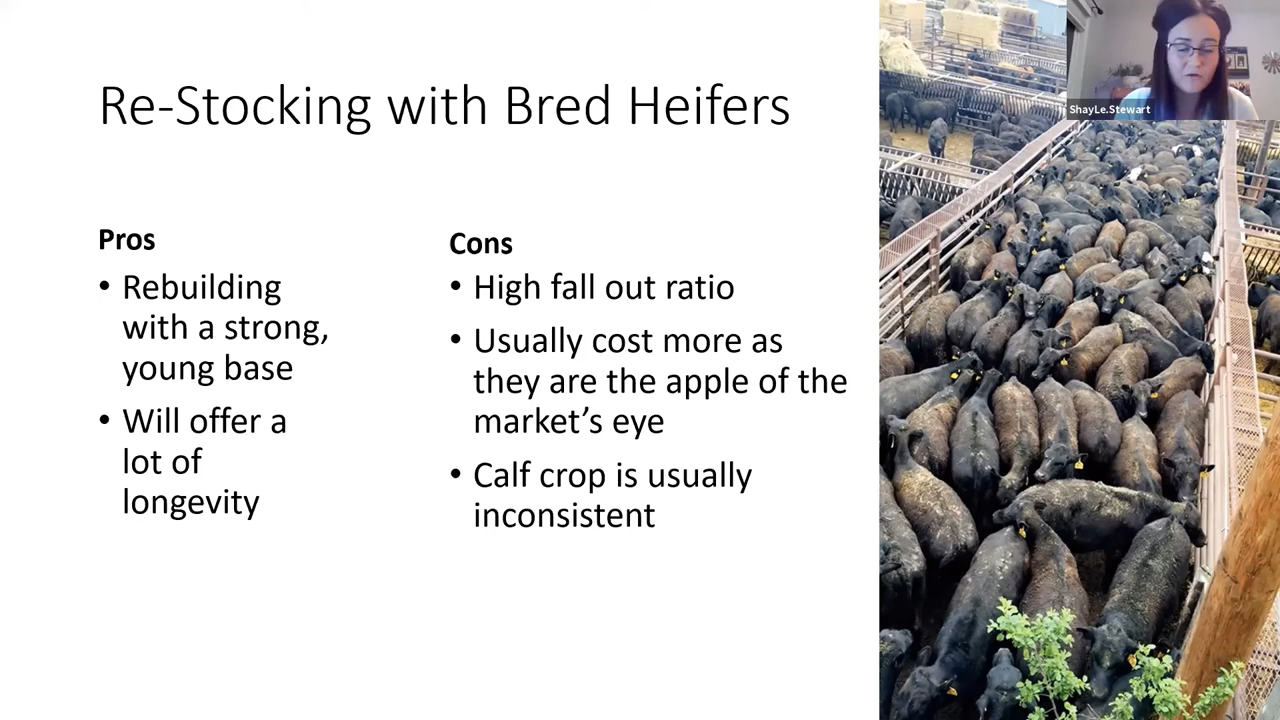 Re-Stocking with Bred Heifers
Pros
• Rebuilding
with a strong,
young base
• Will offer a
lot of
longevity
Cons
• High fall out ratio
• Usually cost more as
they are the apple of the
market’s eye
• Calf crop is usually
inconsistent
ShayLe.Stewart